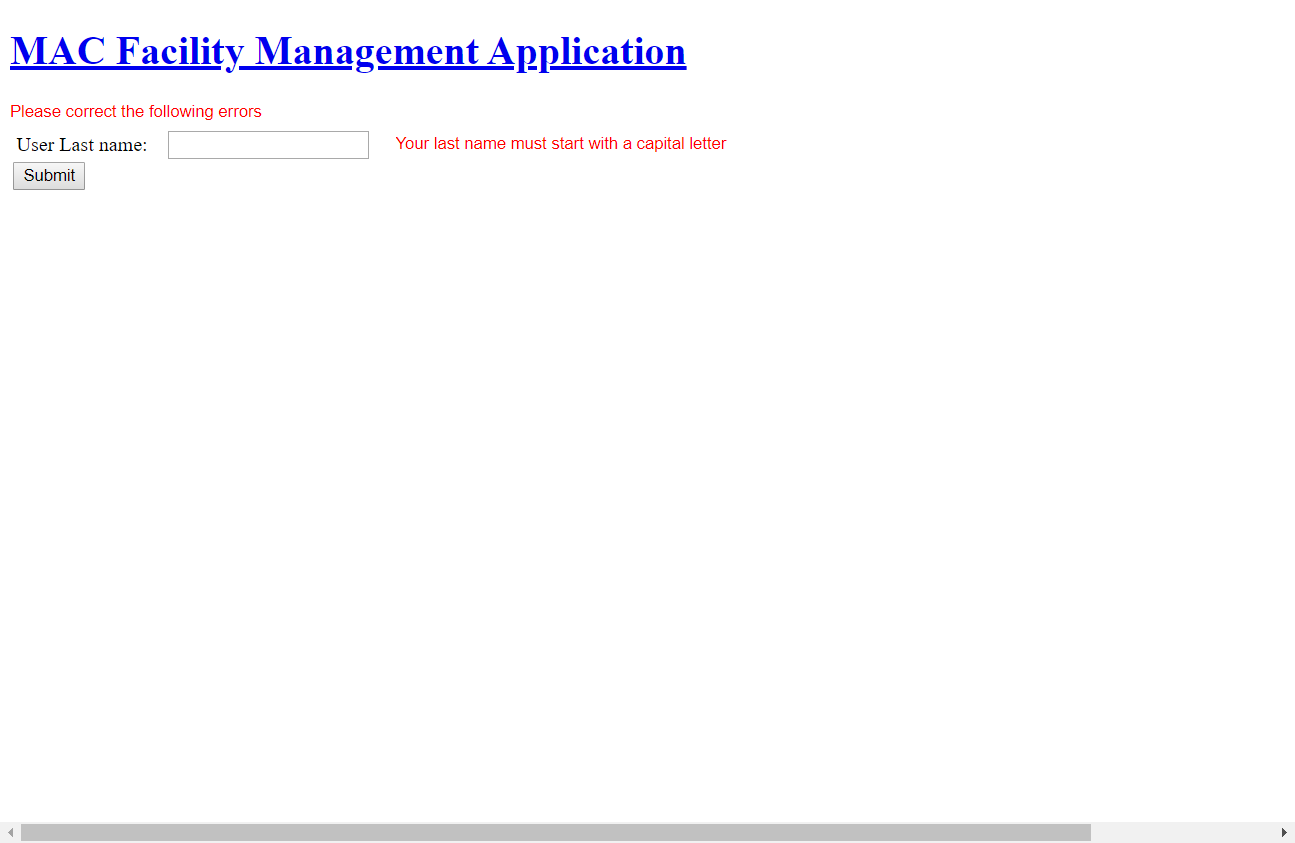 MAC Facility Management Application
Please correct the following errors
User Last name: Your last name must start with a capital letter
Submit